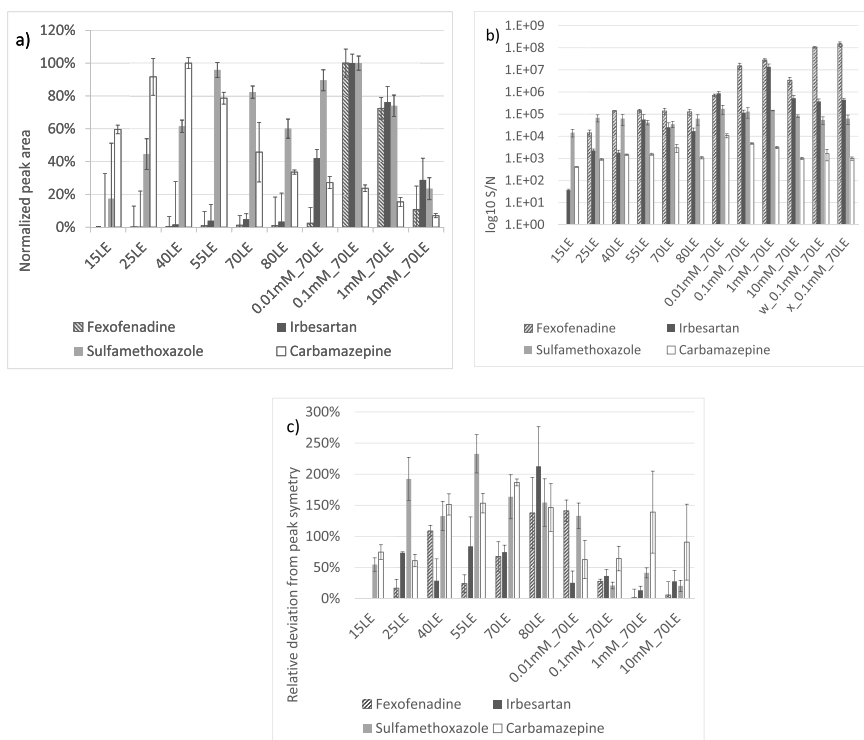 a)
120%
100%
80%
60%
40%
20%
0%
Normalized peak area
15LE
25LE
40LE
55LE
70LE
80LE
0.01mM_70LE
0.1mM_70LE
1mM_70LE
10mM_70LE
Fexofenadine
Irbesartan
Sulfamethoxazole
Carbamazepine
b)
1.E+09
1.E+08
1.E+07
1.E+06
1.E+05
1.E+04
1.E+03
1.E+02
1.E+01
1.E+00
log10 S/N
15LE
25LE
40LE
55LE
70LE
80LE
0.01mM_70LE
0.1mM_70LE
1mM_70LE
10mM_70LE
w_0.1mM_70LE
x_0.1mM_70LE
Fexofenadine
Irbesartan
Sulfamethoxazole
Carbamazepine
c)
300%
250%
200%
150%
100%
50%
0%
Relative deviation from peak symetry
15LE
25LE
40LE
55LE
70LE
80LE
0.01mM_70LE
0.1mM_70LE
1mM_70LE
10mM_70LE
Fexofenadine
Irbesartan
Sulfamethoxazole
Carbamazepine